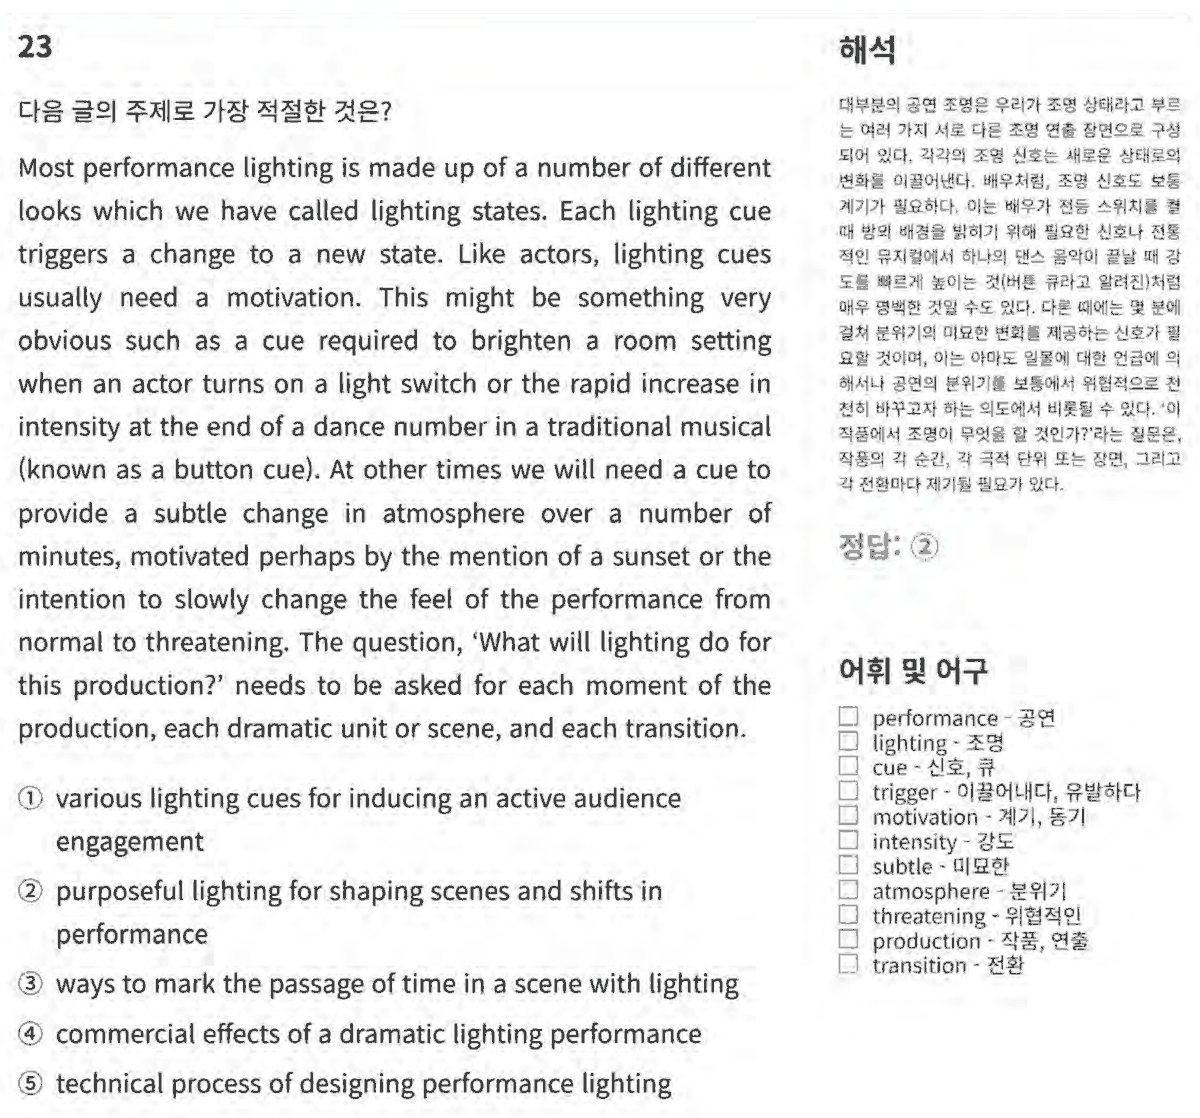 23
다음 글의 주제로 가장 적절한 것은?
Most performance lighting is made up of a number of different
looks which we have called lighting states. Each lighting cue
triggers a change to a new state. Like actors, lighting cues
usually need a motivation. This might be something very
obvious such as a cue required to brighten a room setting
when an actor turns on a light switch or the rapid increase in
intensity at the end of a dance number in a traditional musical
(known as a button cue). At other times we will need a cue to
provide a subtle change in atmosphere over a number of
minutes, motivated perhaps by the mention of a sunset or the
intention to slowly change the feel of the performance from
normal to threatening. The question, ‘What will lighting do for
this production?’ needs to be asked for each moment of the
production, each dramatic unit or scene, and each transition.
① various lighting cues for inducing an active audience
engagement
② purposeful lighting for shaping scenes and shifts in
performance
③ ways to mark the passage of time in a scene with lighting
④ commercial effects of a dramatic lighting performance
⑤ technical process of designing performance lighting
해석
대부분의 공연 조명은 우리가 조명 상태라고 부르
는 여러 가지 서로 다른 조명 연출 장면으로 구성
되어 있다. 각각의 조명 신호는 새로운 상태로의
변화를 이끌어낸다. 배우처럼, 조명 신호도 보통
계기가 필요하다. 이는 배우가 전등 스위치를 켤
때 방의 배경을 밝히기 위해 필요한 신호나 전통
적인 뮤지컬에서 하나의 댄스 음악이 끝날 때 강
도를 빠르게 높이는 것(버튼 큐라고 알려진)처럼
매우 명백한 것일 수도 있다. 다른 때에는 몇 분에
걸쳐 분위기의 미묘한 변화를 제공하는 신호가 필
요할 것이며, 이는 아마도 일몰에 대한 언급에 의
해서나 공연의 분위기를 보통에서 위협적으로 천
천히 바꾸고자 하는 의도에서 비롯될 수 있다. ‘이
작품에서 조명이 무엇을 할 것인가?’라는 질문은,
작품의 각 순간, 각 극적 단위 또는 장면, 그리고
각 전환마다 제기될 필요가 있다.
정답: ②
어휘 및 어구
□ performance - 공연
□ lighting - 조명
□ cue - 신호, 큐
□ trigger - 이끌어내다, 유발하다
□ motivation - 계기, 동기
□ intensity - 강도
□ subtle - 미묘한
□ atmosphere - 분위기
□ threatening - 위협적인
□ production - 작품, 연출
□ transition - 전환